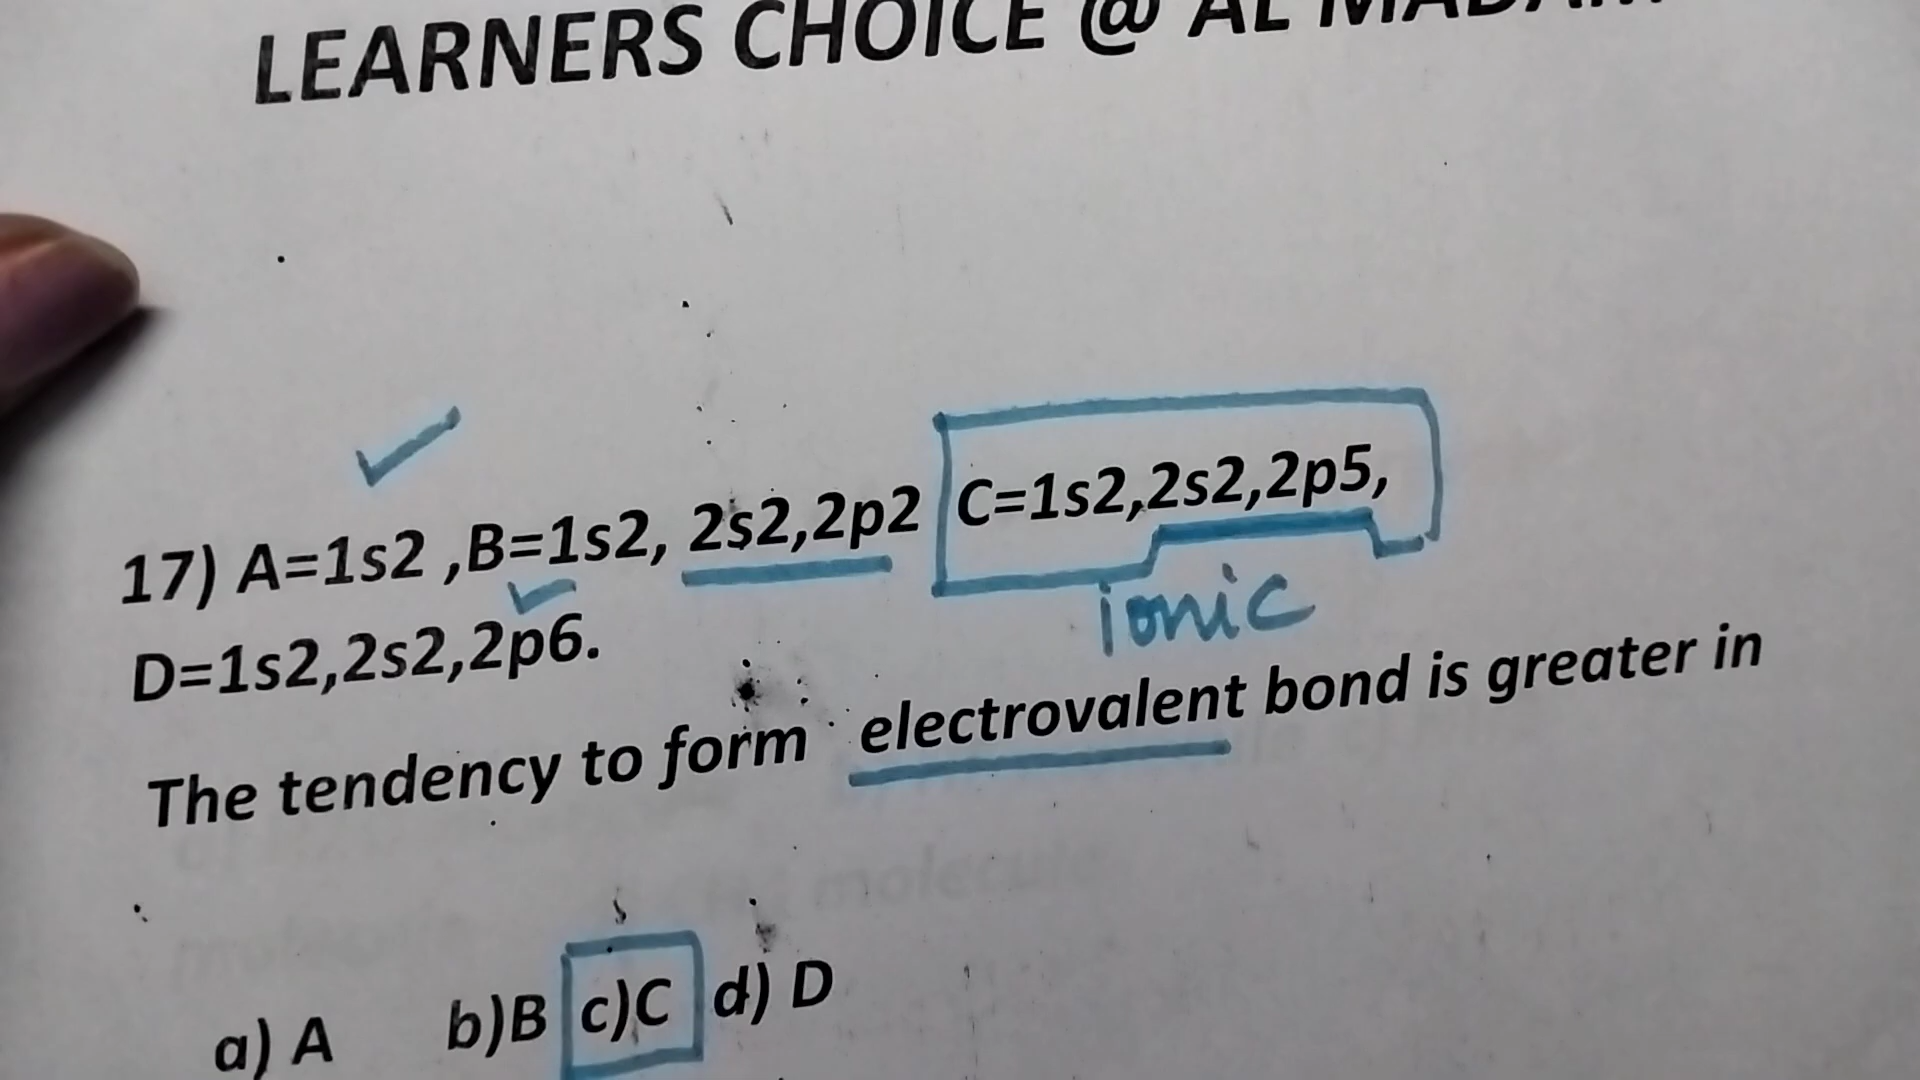 LEARNERS CHOICE @ AL
17) A=1s2 ,B=1s2, 2s2,2p2 C=1s2,2s2,2p5,
ionic
D=1s2,2s2,2p6.
The tendency to form electrovalent bond is greater in
a) A b)B c)C d) D